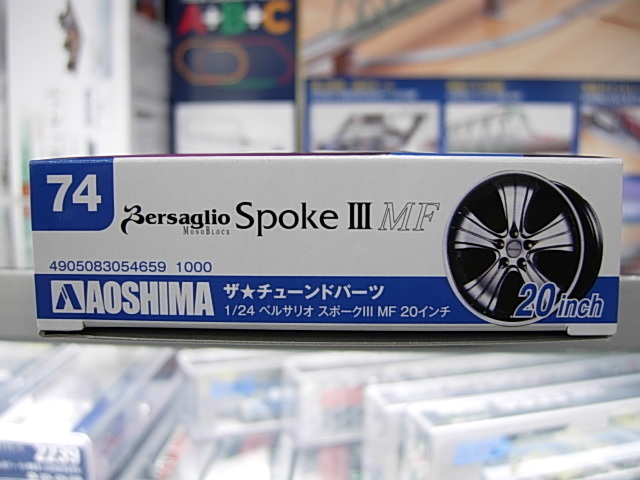 A+B+C
74
Bersaglio Spoke III MF
MONOBLOCK
4905083054659 1000
AOSHIMA
ザ★チューンドパーツ
1/24 ベルサリオ スポークIII MF 20インチ
20inch
2239